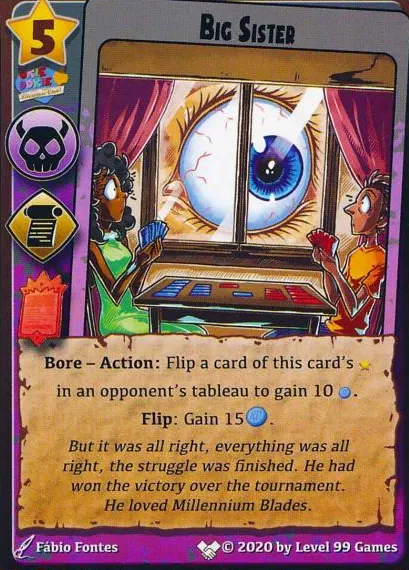 Big Sister
5
Bore – Action: Flip a card of this card's
in an opponent's tableau to gain 10 .
Flip: Gain 15 .
But it was all right, everything was all
right, the struggle was finished. He had
won the victory over the tournament.
He loved Millennium Blades.
Fábio Fontes
© 2020 by Level 99 Games